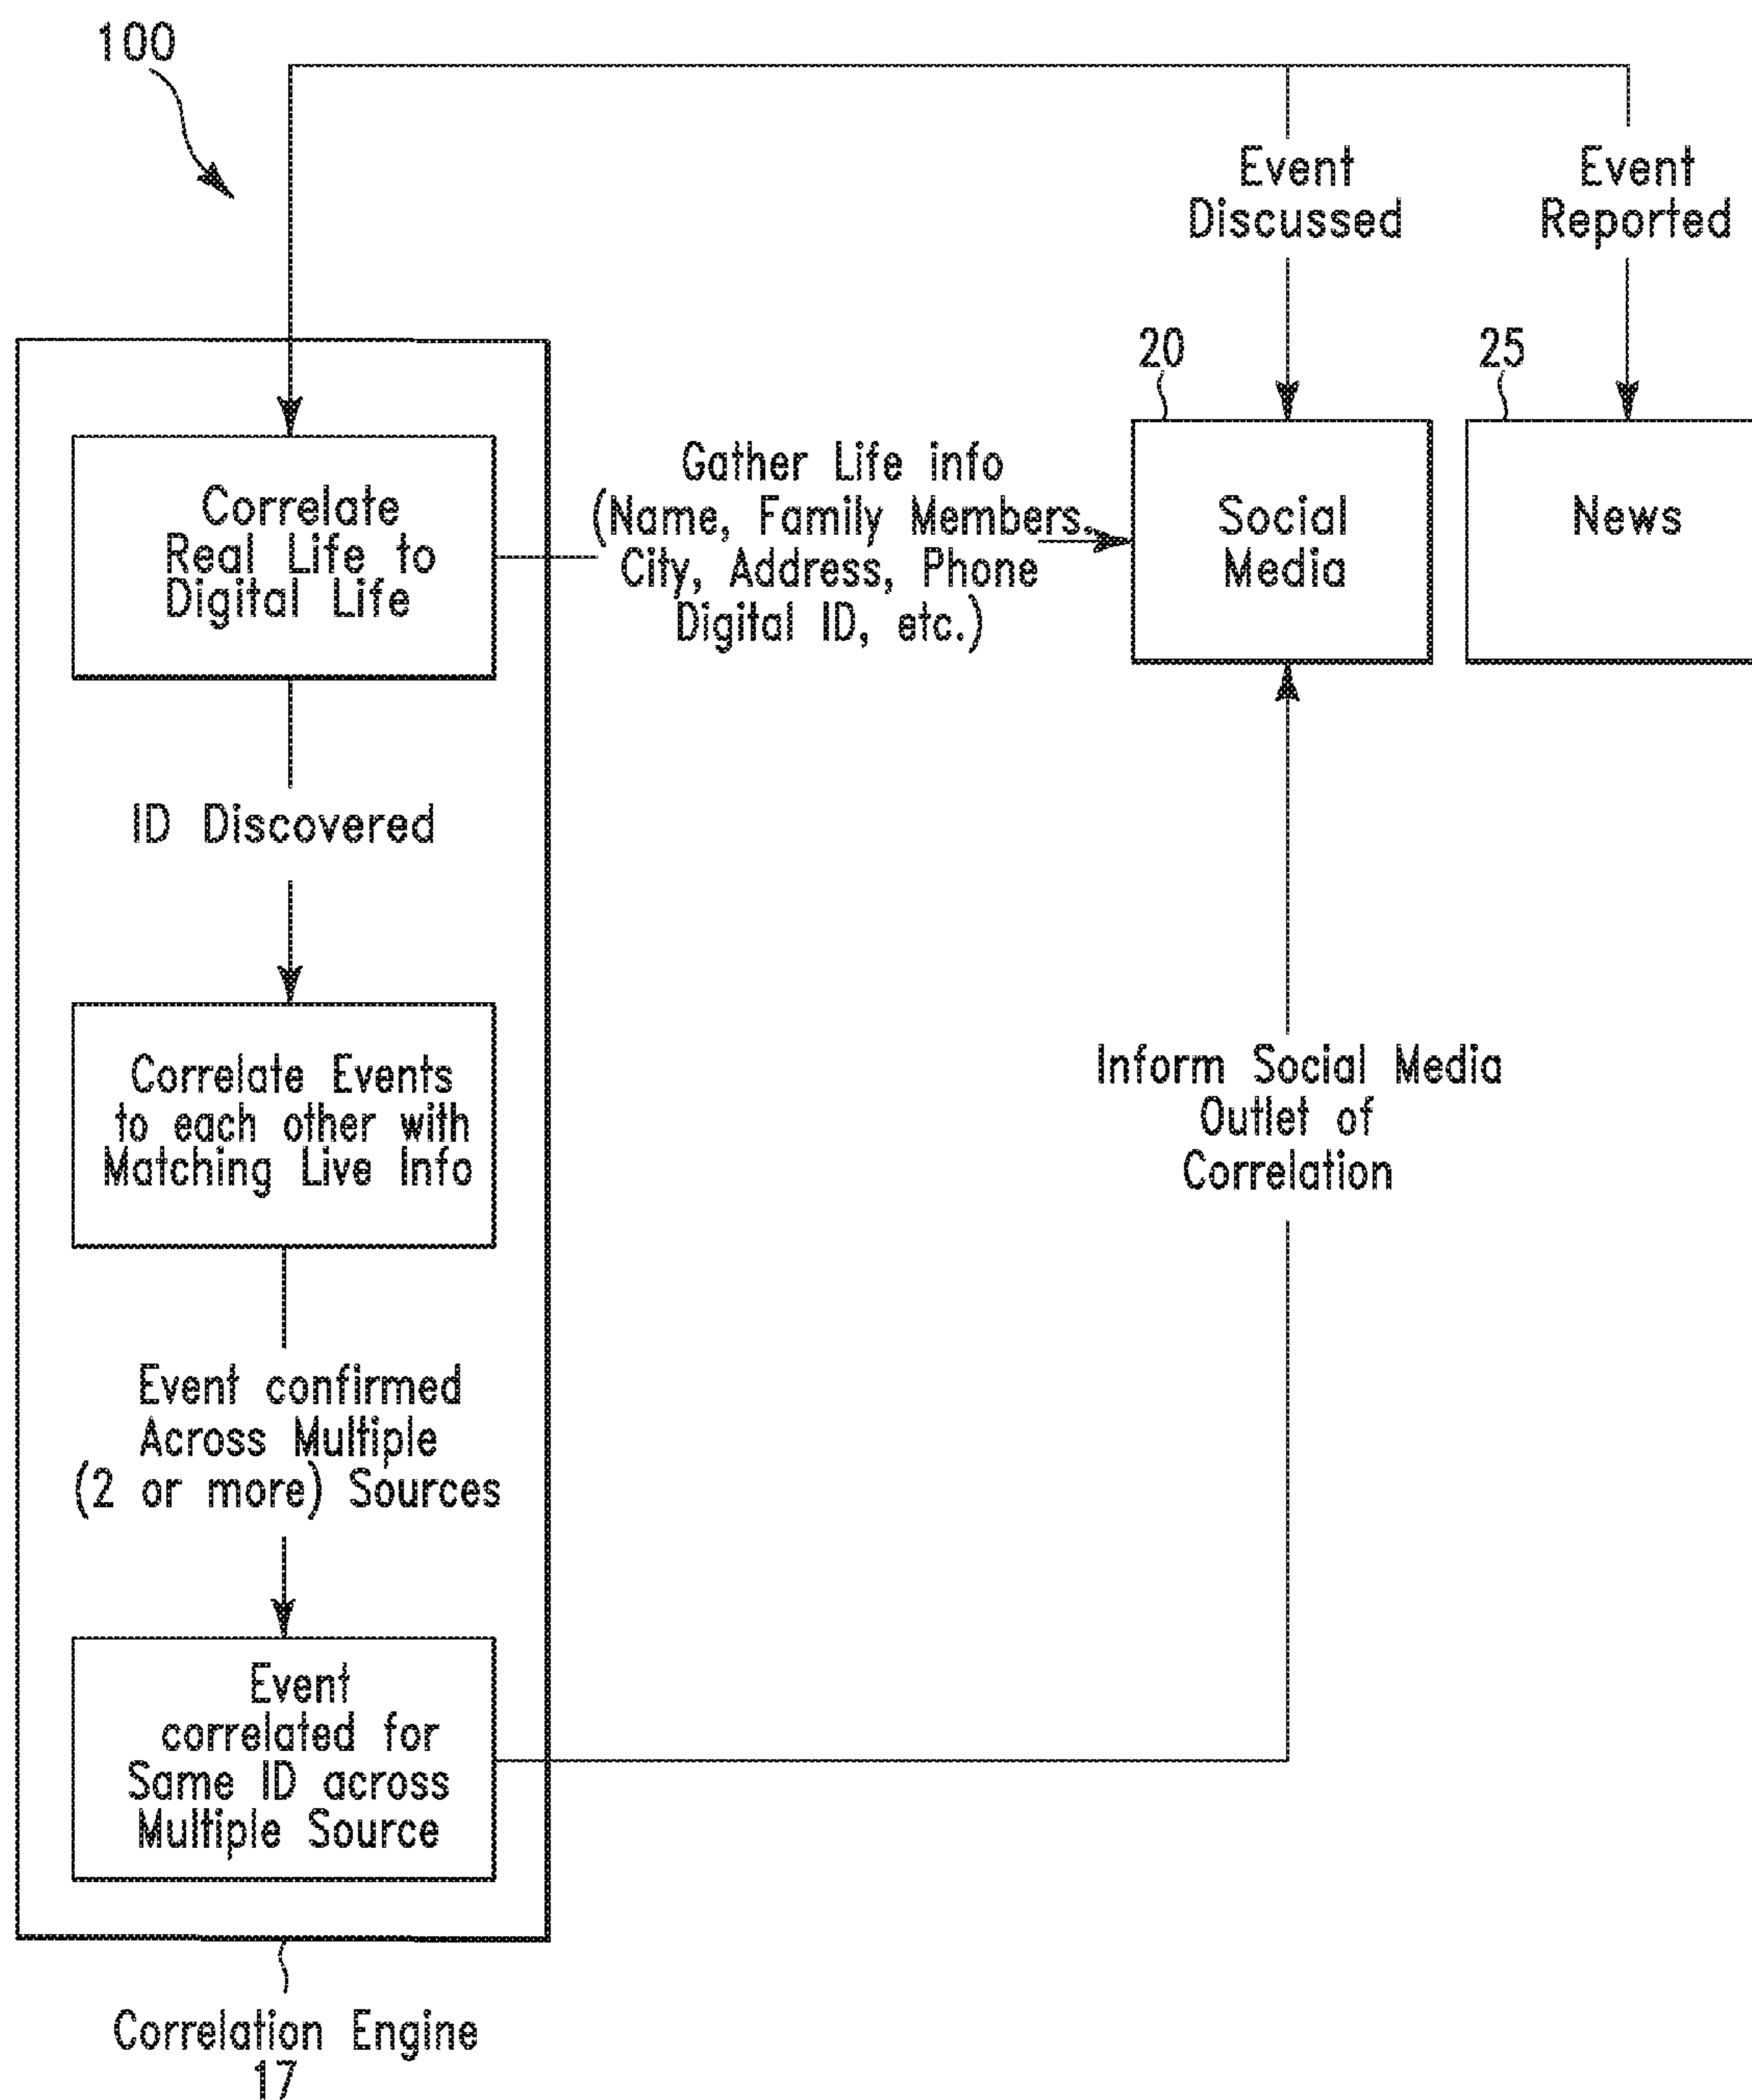 100
Event
Discussed
Event
Reported
20
25
Correlate
Real Life to
Digital Life
Gather Life info
(Name, Family Members.
City, Address, Phone
Digital ID, etc.)
Social
Media
News
ID Discovered
Correlate Events
to each other with
Matching Live Info
Inform Social Media
Outlet of
Correlation
Event confirmed
Across Multiple
(2 or more) Sources
Event
correlated for
Same ID across
Multiple Source
Correlation Engine
17